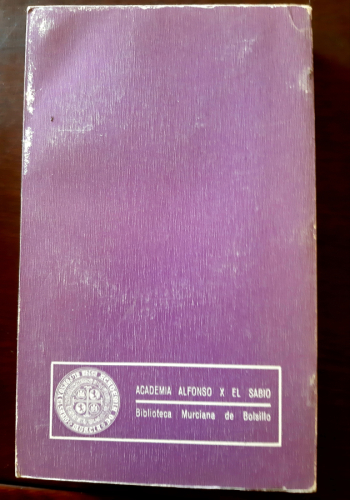 ACADEMIA ALFONSO X EL SABIO
Biblioteca Murciana de Bolsillo